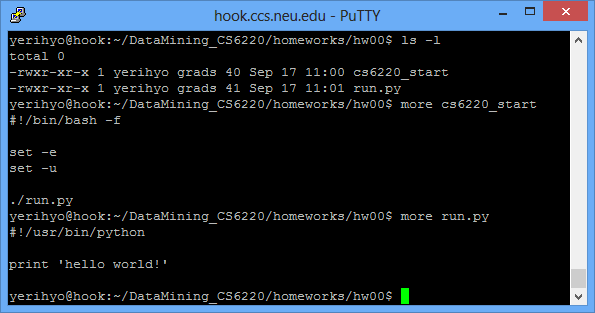 hook.ccs.neu.edu - PuTTY
yerihyo@hook:~/DataMining_CS6220/homeworks/hw00$ ls -l
total 0
-rwxr-xr-x 1 yerihyo grads 40 Sep 17 11:00 cs6220_start
-rwxr-xr-x 1 yerihyo grads 41 Sep 17 11:01 run.py
yerihyo@hook:~/DataMining_CS6220/homeworks/hw00$ more cs6220_start
#!/bin/bash -f
set -e
set -u
./run.py
yerihyo@hook:~/DataMining_CS6220/homeworks/hw00$ more run.py
#!/usr/bin/python
print 'hello world!'
yerihyo@hook:~/DataMining_CS6220/homeworks/hw00$